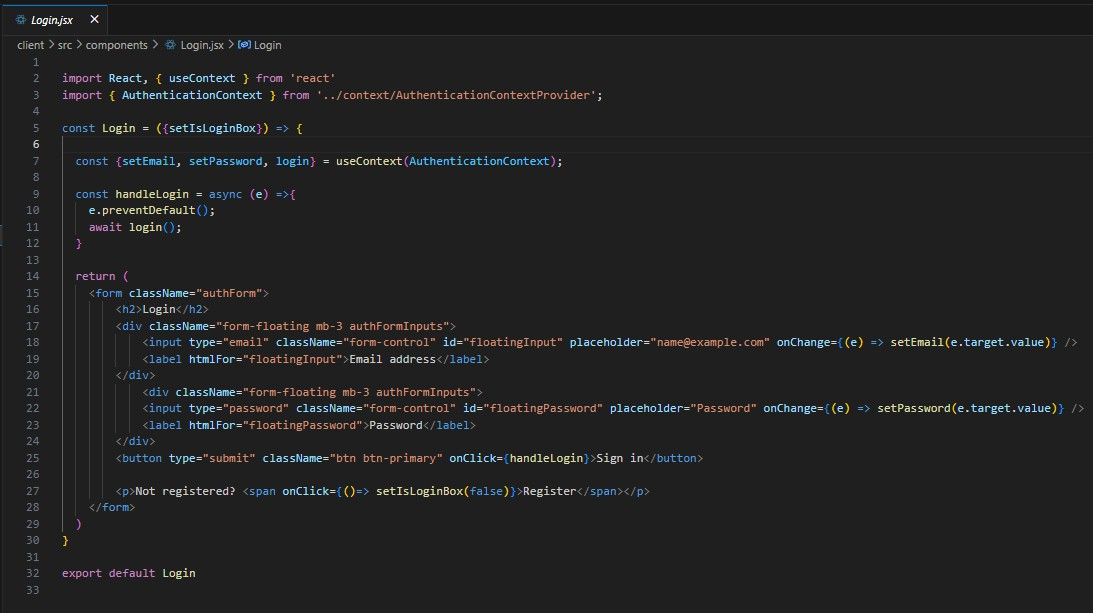 Login.jsx ×
client > src > components > Login.jsx > Login
1
2 import React, { useContext } from 'react'
3 import { AuthenticationContext } from '../context/AuthenticationContextProvider';
4
5 const Login = ({setIsLoginBox}) => {
6
7 const {setEmail, setPassword, login} = useContext(AuthenticationContext);
8
9 const handleLogin = async (e) =>{
10 e.preventDefault();
11 await login();
12 }
13
14 return (
15 <form className="authForm">
16 <h2>Login</h2>
17 <div className="form-floating mb-3 authFormInputs">
18 <input type="email" className="form-control" id="floatingInput" placeholder="name@example.com" onChange={(e) => setEmail(e.target.value)} />
19 <label htmlFor="floatingInput">Email address</label>
20 </div>
21 <div className="form-floating mb-3 authFormInputs">
22 <input type="password" className="form-control" id="floatingPassword" placeholder="Password" onChange={(e) => setPassword(e.target.value)} />
23 <label htmlFor="floatingPassword">Password</label>
24 </div>
25 <button type="submit" className="btn btn-primary" onClick={handleLogin}>Sign in</button>
26
27 <p>Not registered? <span onClick={()=> setIsLoginBox(false)}>Register</span></p>
28 </form>
29 )
30 }
31
32 export default Login
33